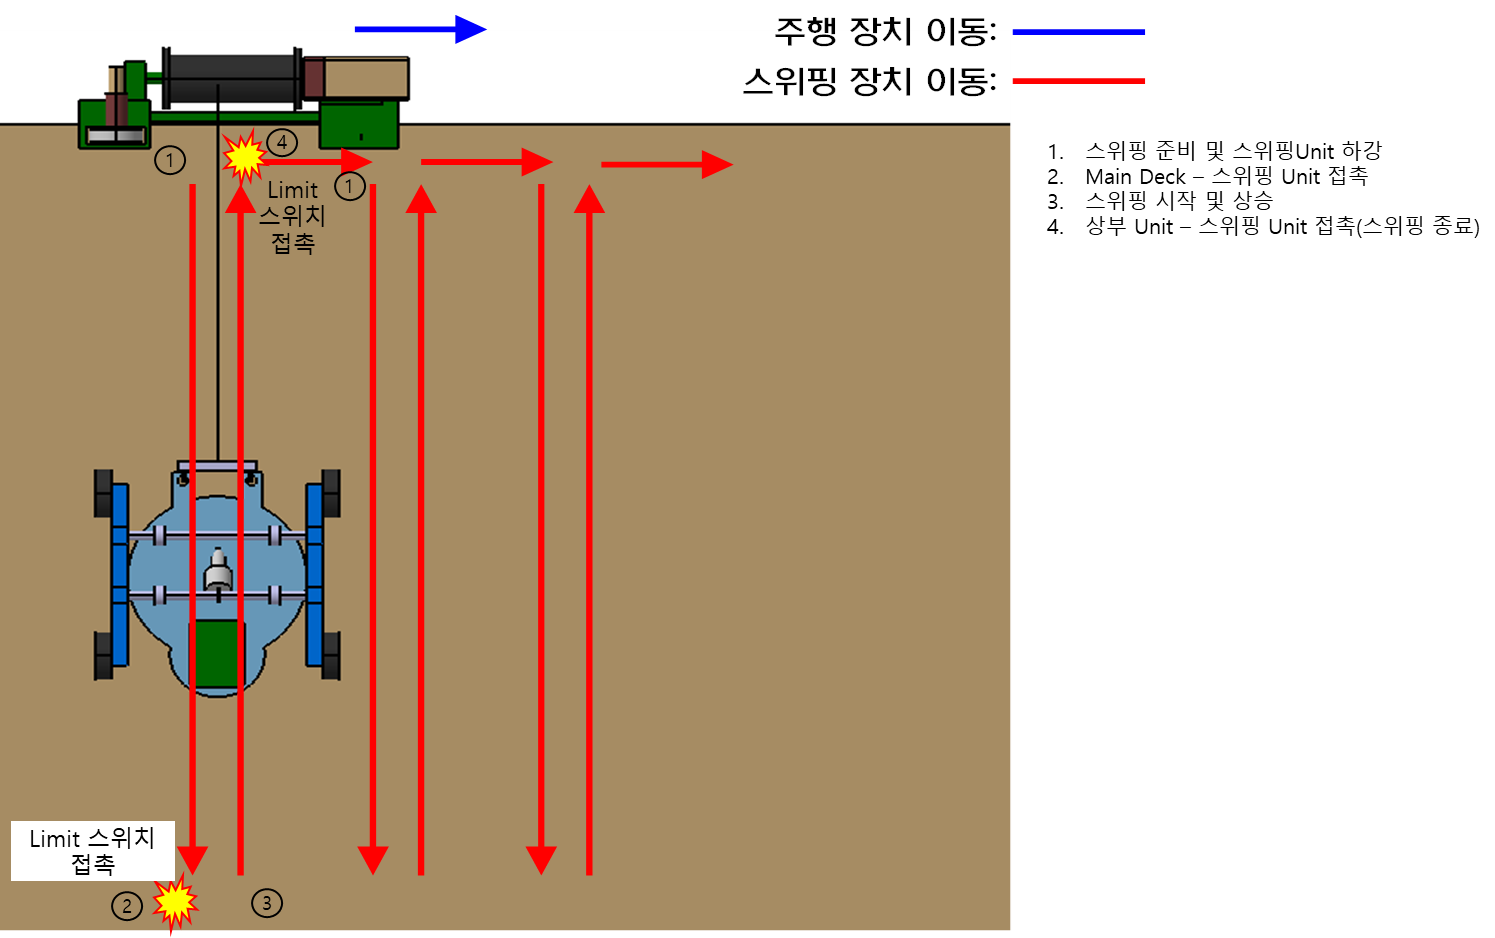 주행 장치 이동:
스위핑 장치 이동:
1. 스위핑 준비 및 스위핑Unit 하강
2. Main Deck – 스위핑 Unit 접촉
3. 스위핑 시작 및 상승
4. 상부 Unit – 스위핑 Unit 접촉(스위핑 종료)
④
①
①
Limit
스위치
접촉
Limit 스위치
접촉
②
③